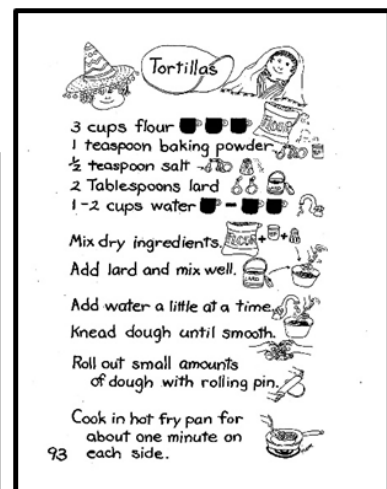 Tortillas
3 cups flour
1 teaspoon baking powder
½ teaspoon salt
2 Tablespoons lard
1-2 cups water
Mix dry ingredients.
Add lard and mix well.
Add water a little at a time.
Knead dough until smooth.
Roll out small amounts
of dough with rolling pin.
Cook in hot fry pan for
about one minute on
93 each side.